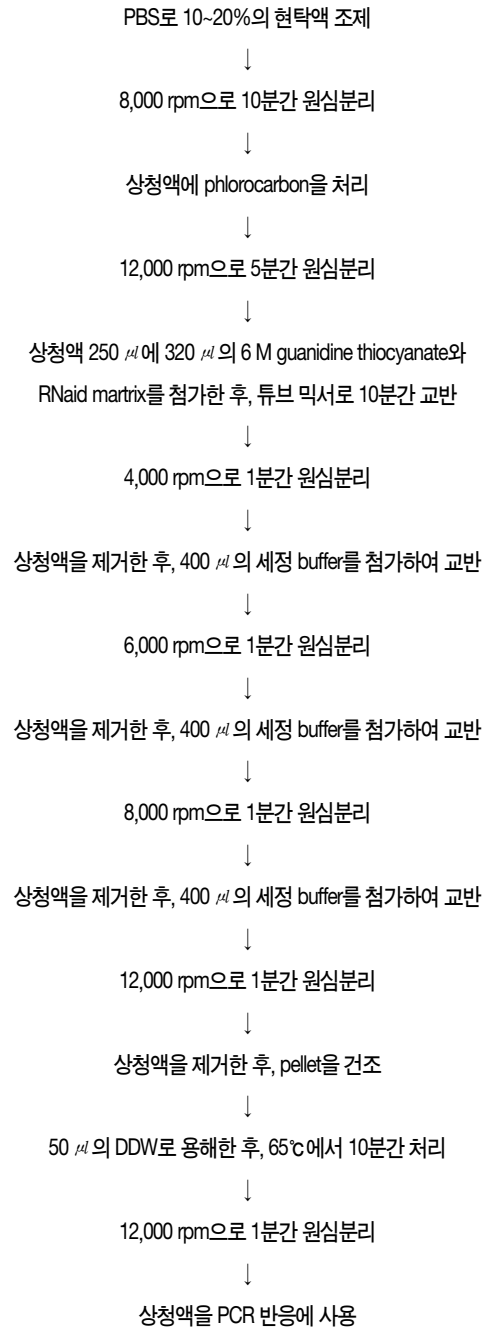 PBS로 10~20%의 현탁액 조제
↓
8,000 rpm으로 10분간 원심분리
↓
상청액에 phlorocarbon을 처리
↓
12,000 rpm으로 5분간 원심분리
↓
상청액 250 ㎕에 320 ㎕의 6 M guanidine thiocyanate와
RNaid martrix를 첨가한 후, 튜브 믹서로 10분간 교반
↓
4,000 rpm으로 1분간 원심분리
↓
상청액을 제거한 후, 400 ㎕의 세정 buffer를 첨가하여 교반
↓
6,000 rpm으로 1분간 원심분리
↓
상청액을 제거한 후, 400 ㎕의 세정 buffer를 첨가하여 교반
↓
8,000 rpm으로 1분간 원심분리
↓
상청액을 제거한 후, 400 ㎕의 세정 buffer를 첨가하여 교반
↓
12,000 rpm으로 1분간 원심분리
↓
상청액을 제거한 후, pellet을 건조
↓
50 ㎕의 DDW로 용해한 후, 65℃에서 10분간 처리
↓
12,000 rpm으로 1분간 원심분리
↓
상청액을 PCR 반응에 사용